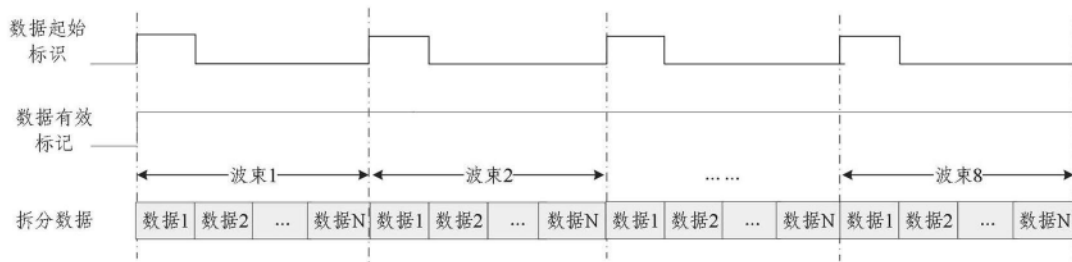 数据起始
标识
数据有效
标记
波束1 波束2 …… 波束8
拆分数据 数据1 数据2 … 数据N 数据1 数据2 … 数据N 数据1 数据2 … 数据N 数据1 数据2 … 数据N